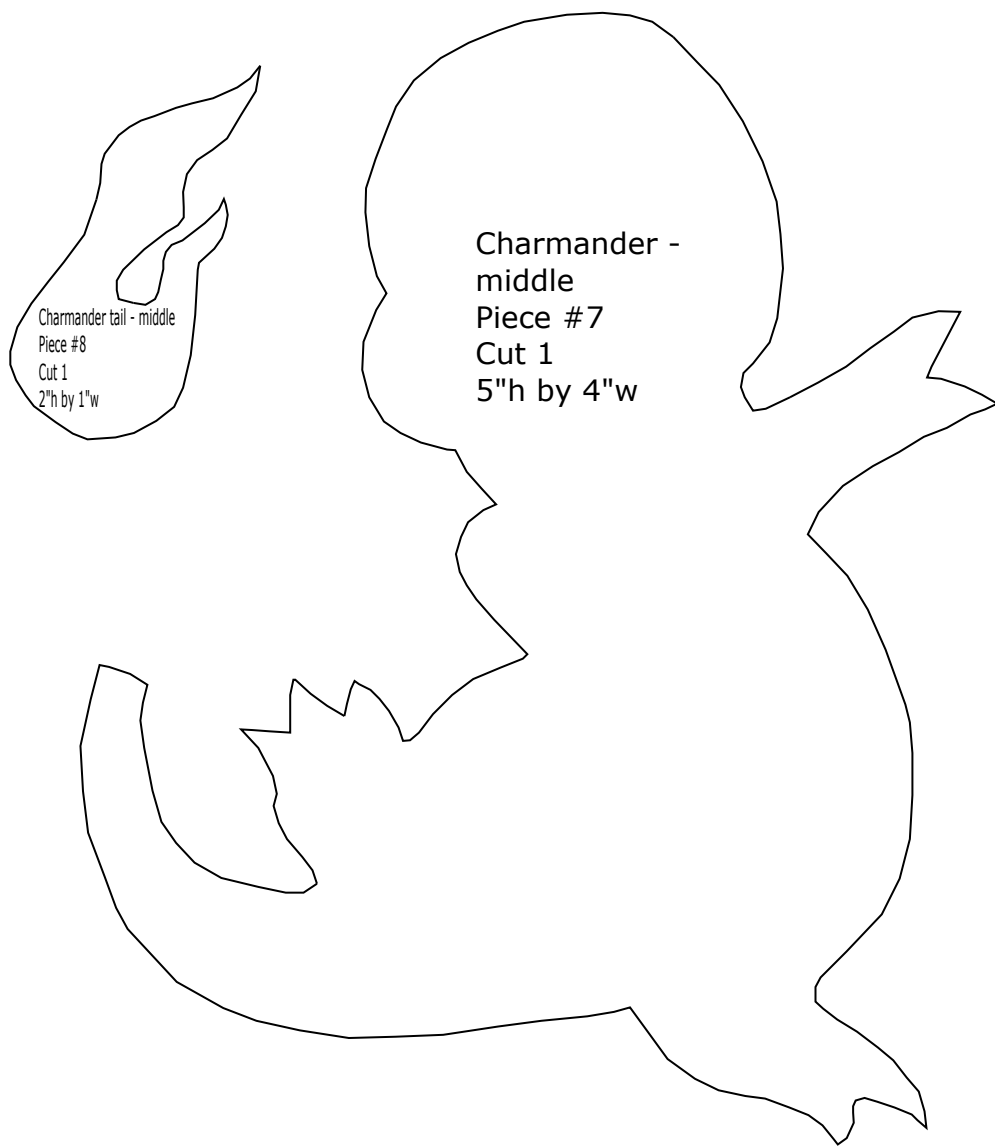 Charmander tail - middle
Piece #8
Cut 1
2"h by 1"w
Charmander -
middle
Piece #7
Cut 1
5"h by 4"w